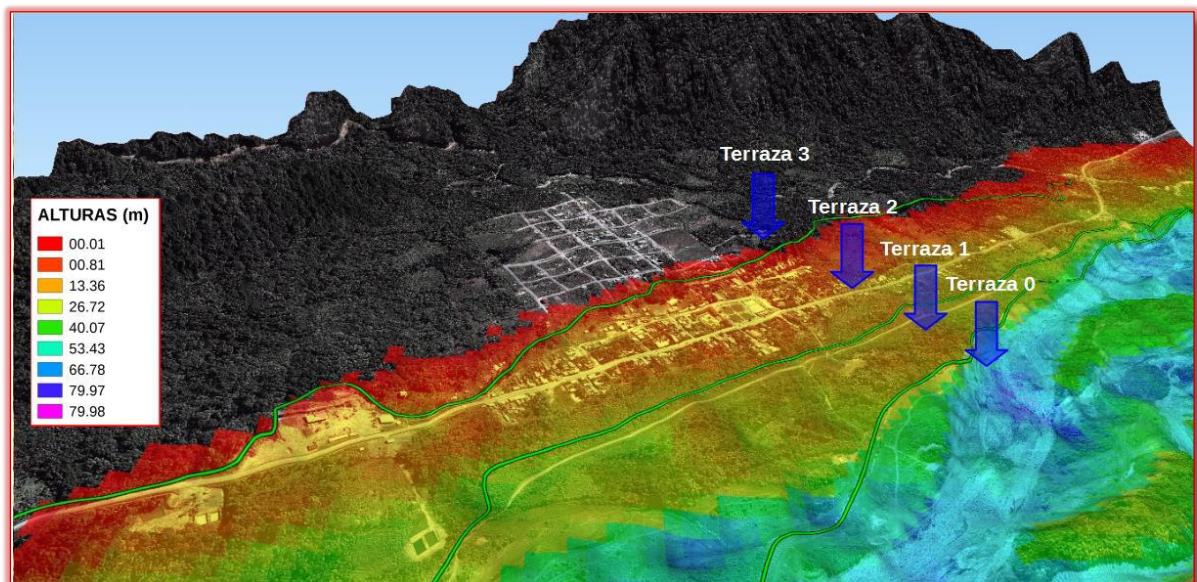 Terraza 3
Terraza 2
Terraza 1
Terraza 0
ALTURAS (m)
00.01
00.81
13.36
26.72
40.07
53.43
66.78
79.97
79.98